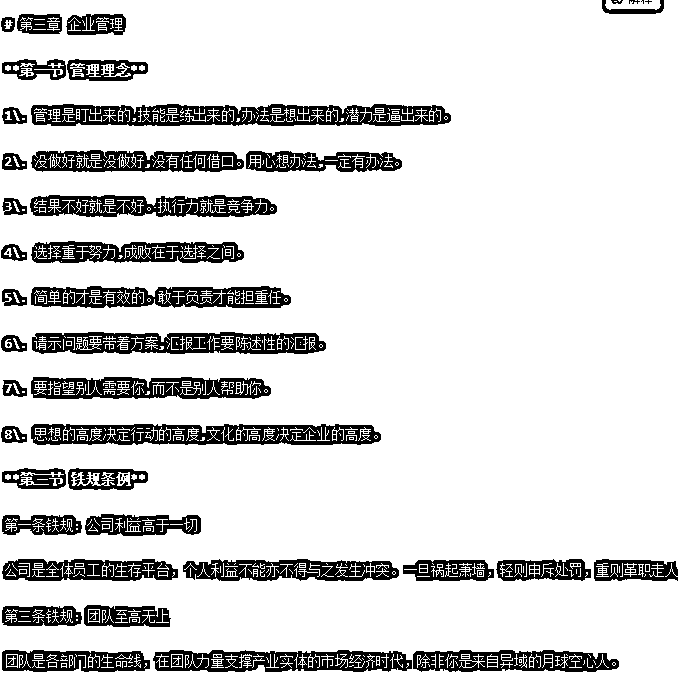 解释
# 第三章 企业管理
**第一节 管理理念**
1\. 管理是盯出来的,技能是练出来的,办法是想出来的,潜力是逼出来的。
2\. 没做好就是没做好,没有任何借口。用心想办法,一定有办法。
3\. 结果不好就是不好。执行力就是竞争力。
4\. 选择重于努力,成败在于选择之间。
5\. 简单的才是有效的。敢于负责才能担重任。
6\. 请示问题要带着方案,汇报工作要陈述性的汇报。
7\. 要指望别人需要你,而不是别人帮助你。
8\. 思想的高度决定行动的高度,文化的高度决定企业的高度。
**第二节 铁规条例**
第一条铁规：公司利益高于一切
公司是全体员工的生存平台，个人利益不能亦不得与之发生冲突。一旦祸起萧墙，轻则申斥处罚，重则革职走人
第二条铁规：团队至高无上
团队是各部门的生命线，在团队力量支撑产业实体的市场经济时代，除非你是来自异域的月球空心人。